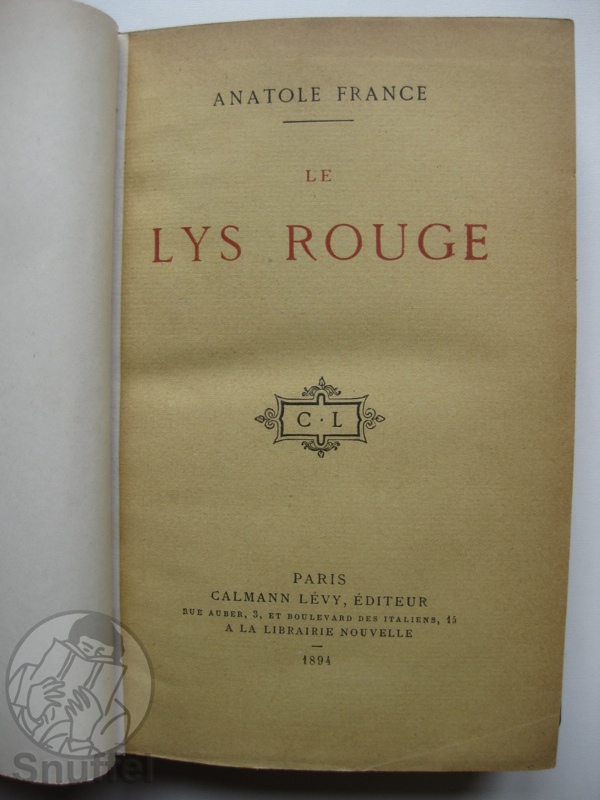 ANATOLE FRANCE
LE
LYS ROUGE
C · L
PARIS
CALMANN LÉVY, ÉDITEUR
RUE AUBER, 3, ET BOULEVARD DES ITALIENS, 15
A LA LIBRAIRIE NOUVELLE
1894
Snuffel